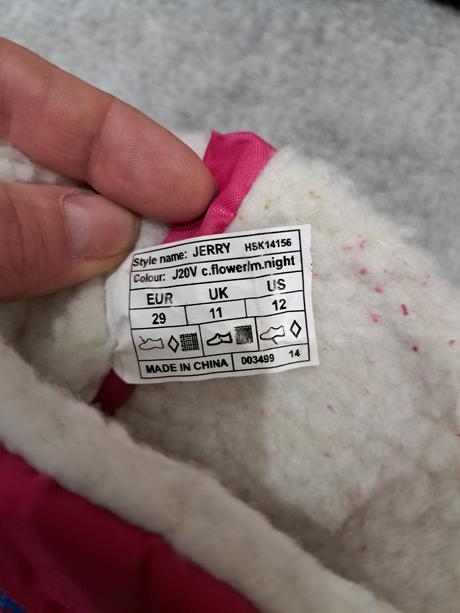 Style name: JERRY HSK14156
Colour: J20V c.flower/m.night
EUR UK US
29 11 12
MADE IN CHINA 003499 14